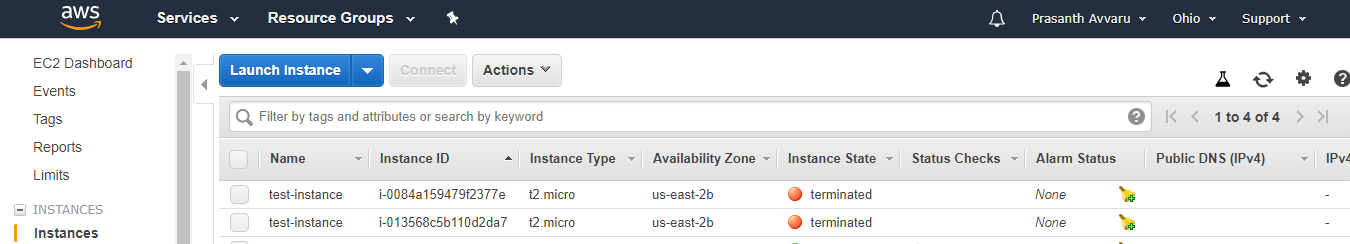 aws Services Resource Groups Prasanth Avvaru Ohio Support
EC2 Dashboard
Events
Tags
Reports
Limits
INSTANCES
Instances
Launch Instance Connect Actions
Filter by tags and attributes or search by keyword
1 to 4 of 4
Name Instance ID Instance Type Availability Zone Instance State Status Checks Alarm Status Public DNS (IPv4) IPv4
test-instance i-0084a159479f2377e t2.micro us-east-2b terminated None -
test-instance i-013568c5b110d2da7 t2.micro us-east-2b terminated None -